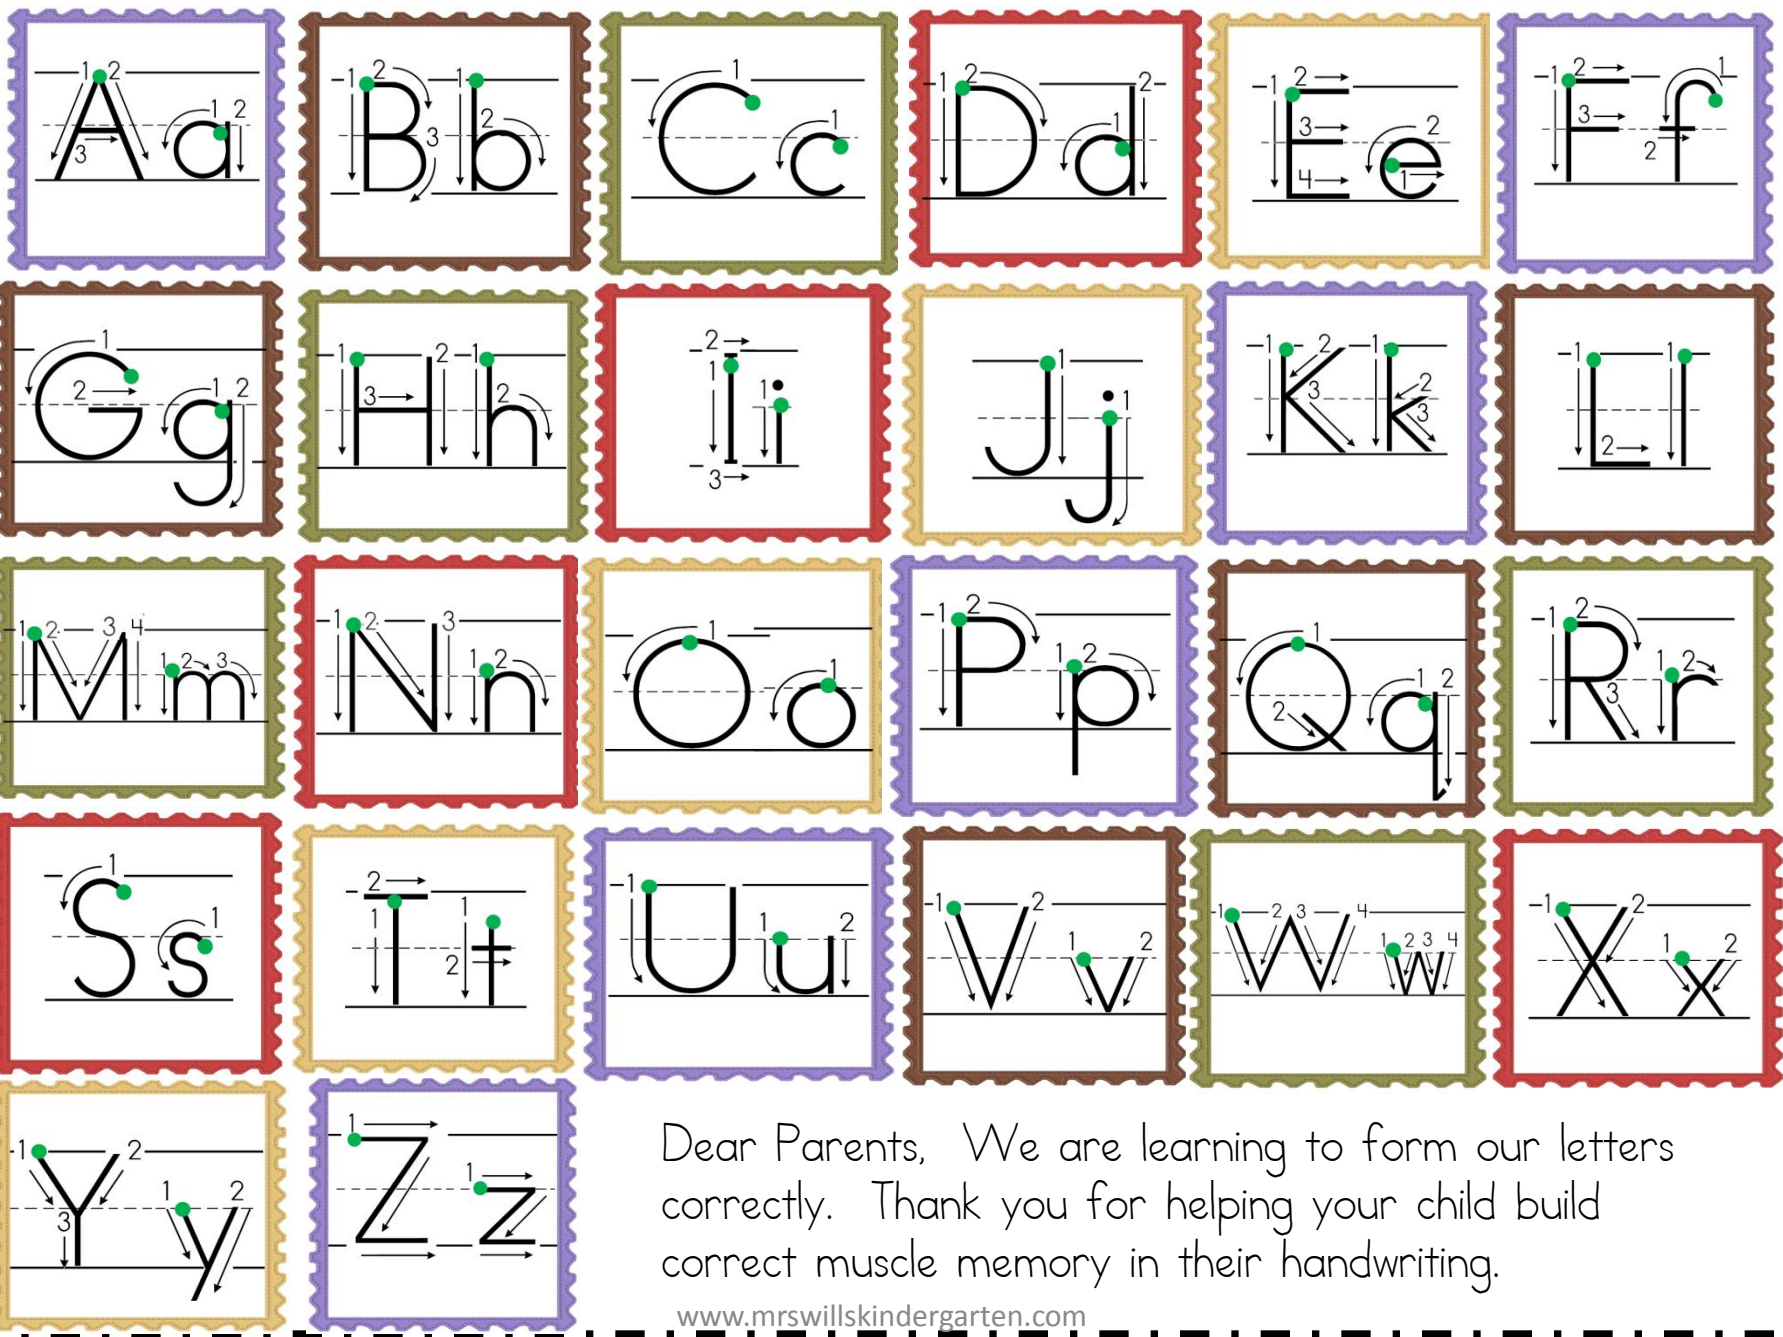 Aa Bb Cc Dd Ee Ff
Gg Hh Ii Jj Kk Ll
Mm Nn Oo Pp Qq Rr
Ss Tt Uu Vv Ww Xx
Yy Zz
Dear Parents,  We are learning to form our letters
correctly.  Thank you for helping your child build
correct muscle memory in their handwriting.
www.mrswillskindergarten.com